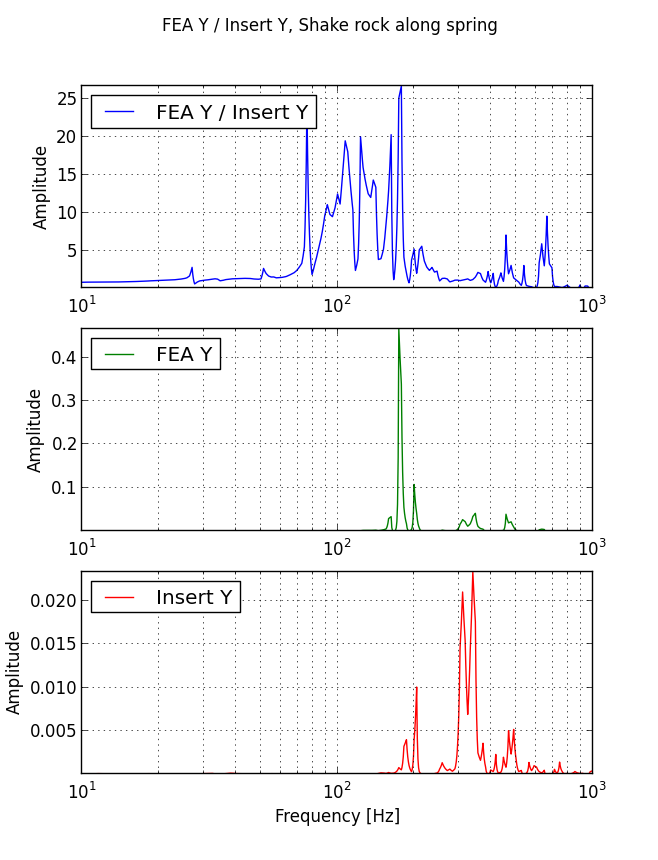 FEA Y / Insert Y, Shake rock along spring
25
20
15
10
5
Amplitude
FEA Y / Insert Y
10^1 10^2 10^3
0.4
0.3
0.2
0.1
Amplitude
FEA Y
10^1 10^2 10^3
0.020
0.015
0.010
0.005
Amplitude
Insert Y
10^1 10^2 10^3
Frequency [Hz]